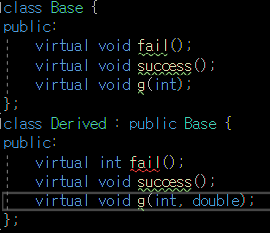 class Base {
public:
    virtual void fail();
    virtual void success();
    virtual void g(int);
};
class Derived : public Base {
public:
    virtual int fail();
    virtual void success();
    virtual void g(int, double);
};